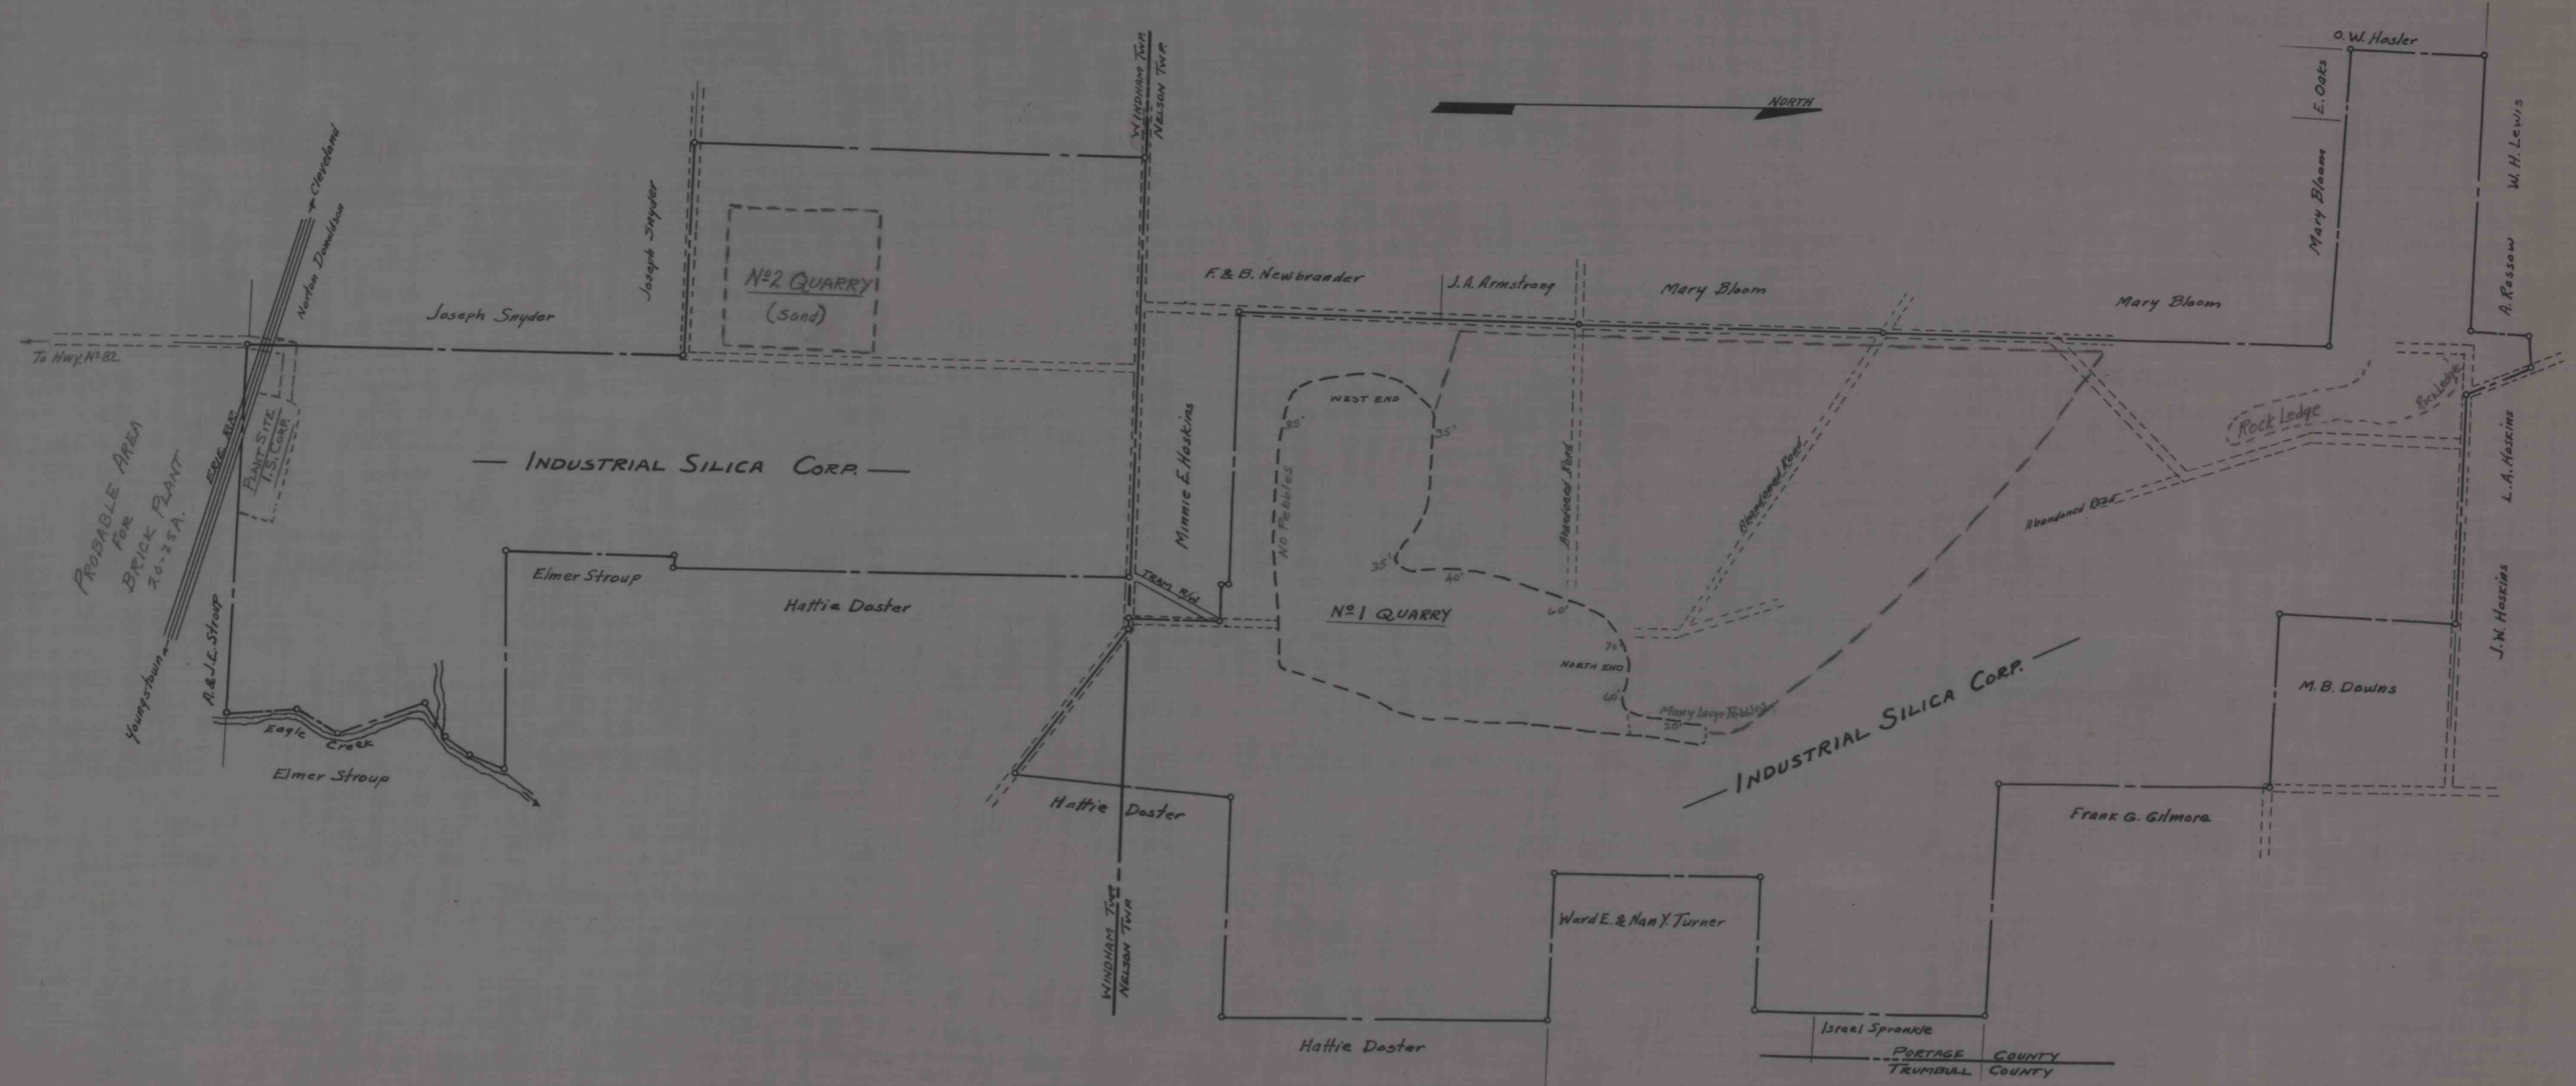 To Hwy. Nº 82
PROBABLE AREA
FOR
BRICK PLANT
20-25A.
Youngstown
ERIE R.R.
Cleveland
Norton Donaldson
PLANT SITE
I.S. CORP.
A. & J.E. Stroup
Eagle Creek
Elmer Stroup
Joseph Snyder
Joseph Snyder
Nº 2 QUARRY
(Sand)
— INDUSTRIAL SILICA CORP. —
Elmer Stroup
Hattie Doster
WINDHAM TWP.
NELSON TWP.
NORTH
F. & B. Newbrander
J. A. Armstrong
Mary Bloom
Mary Bloom
Minnie E. Hoskins
TRAM R/W
WEST END
35'
35'
No Pebbles
35'
40'
60'
70'
NORTH END
60'
Many Large Pebbles
20'
Nº 1 QUARRY
Abandoned Road
Abandoned Road
Abandoned Road
Rock Ledge
Rock Ledge
O. W. Hosler
E. Oaks
Mary Bloom
W. H. Lewis
A. Rossow
L. A. Hoskins
J. W. Hoskins
M. B. Downs
— INDUSTRIAL SILICA CORP. —
Frank G. Gilmore
Hattie Doster
WINDHAM TWP.
NELSON TWP.
Ward E. & Nan Y. Turner
Hattie Doster
Israel Sprankle
PORTAGE COUNTY
TRUMBULL COUNTY